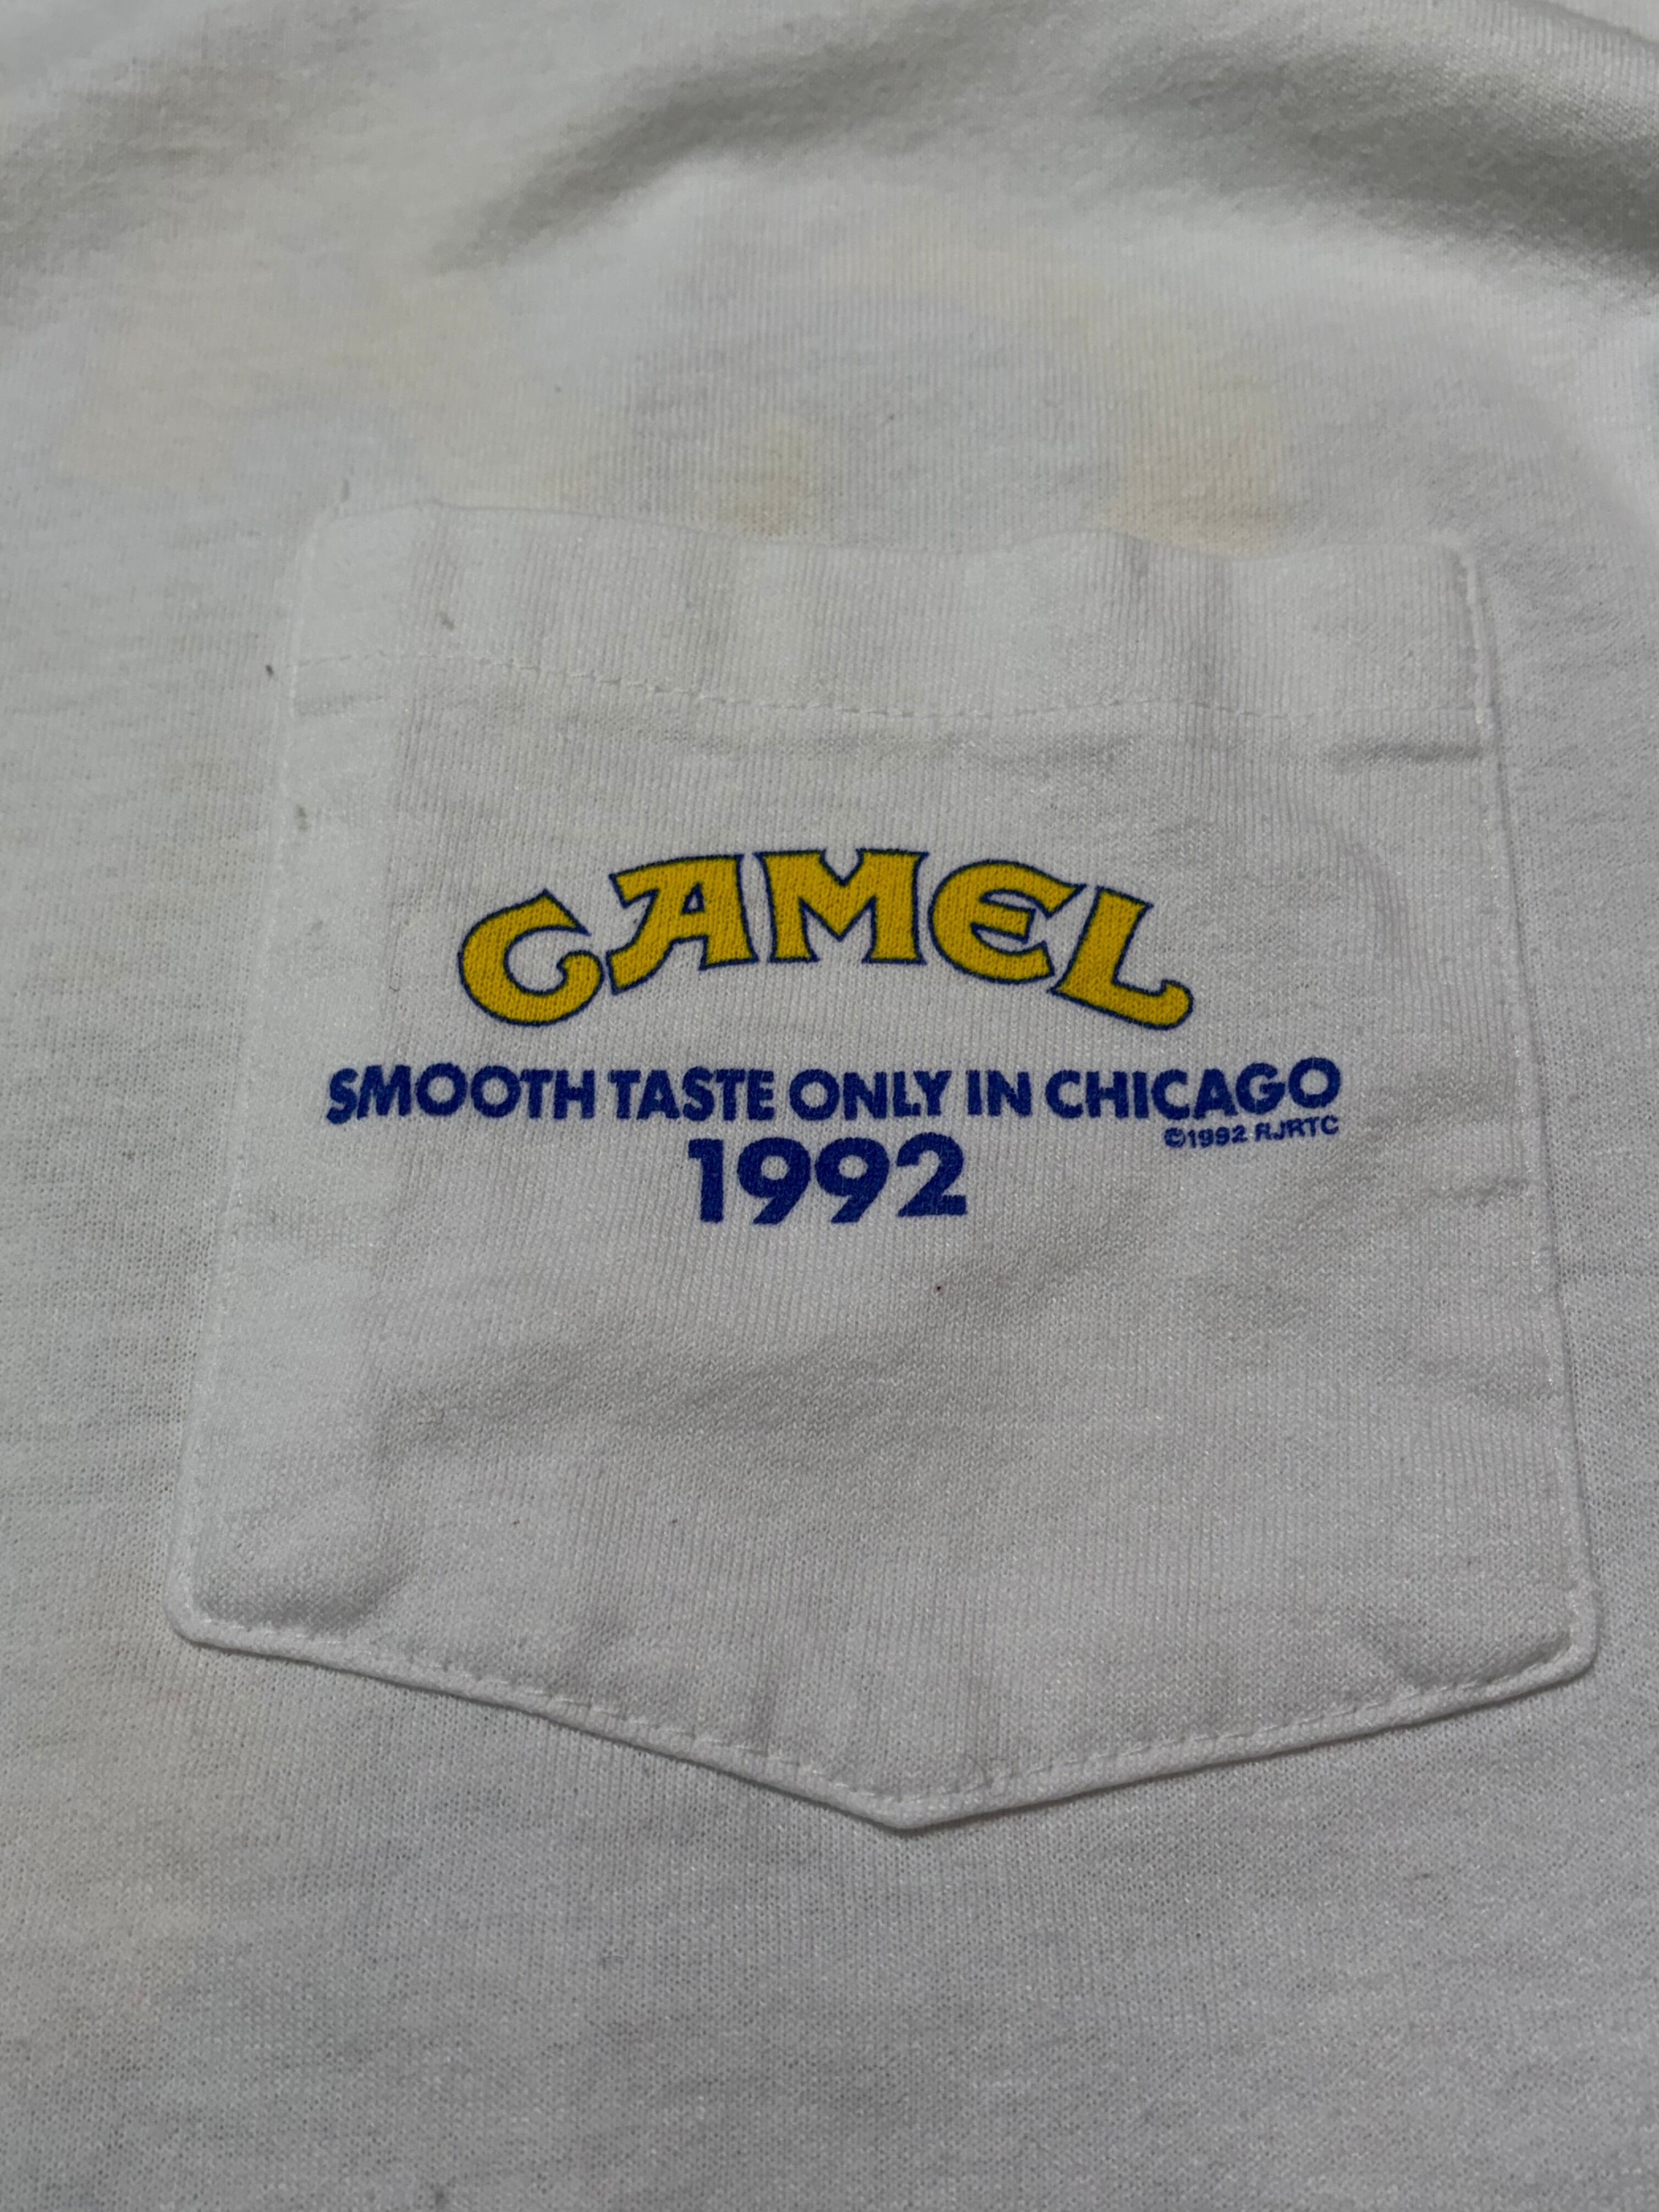 CAMEL
SMOOTH TASTE ONLY IN CHICAGO
©1992 RJRTC
1992